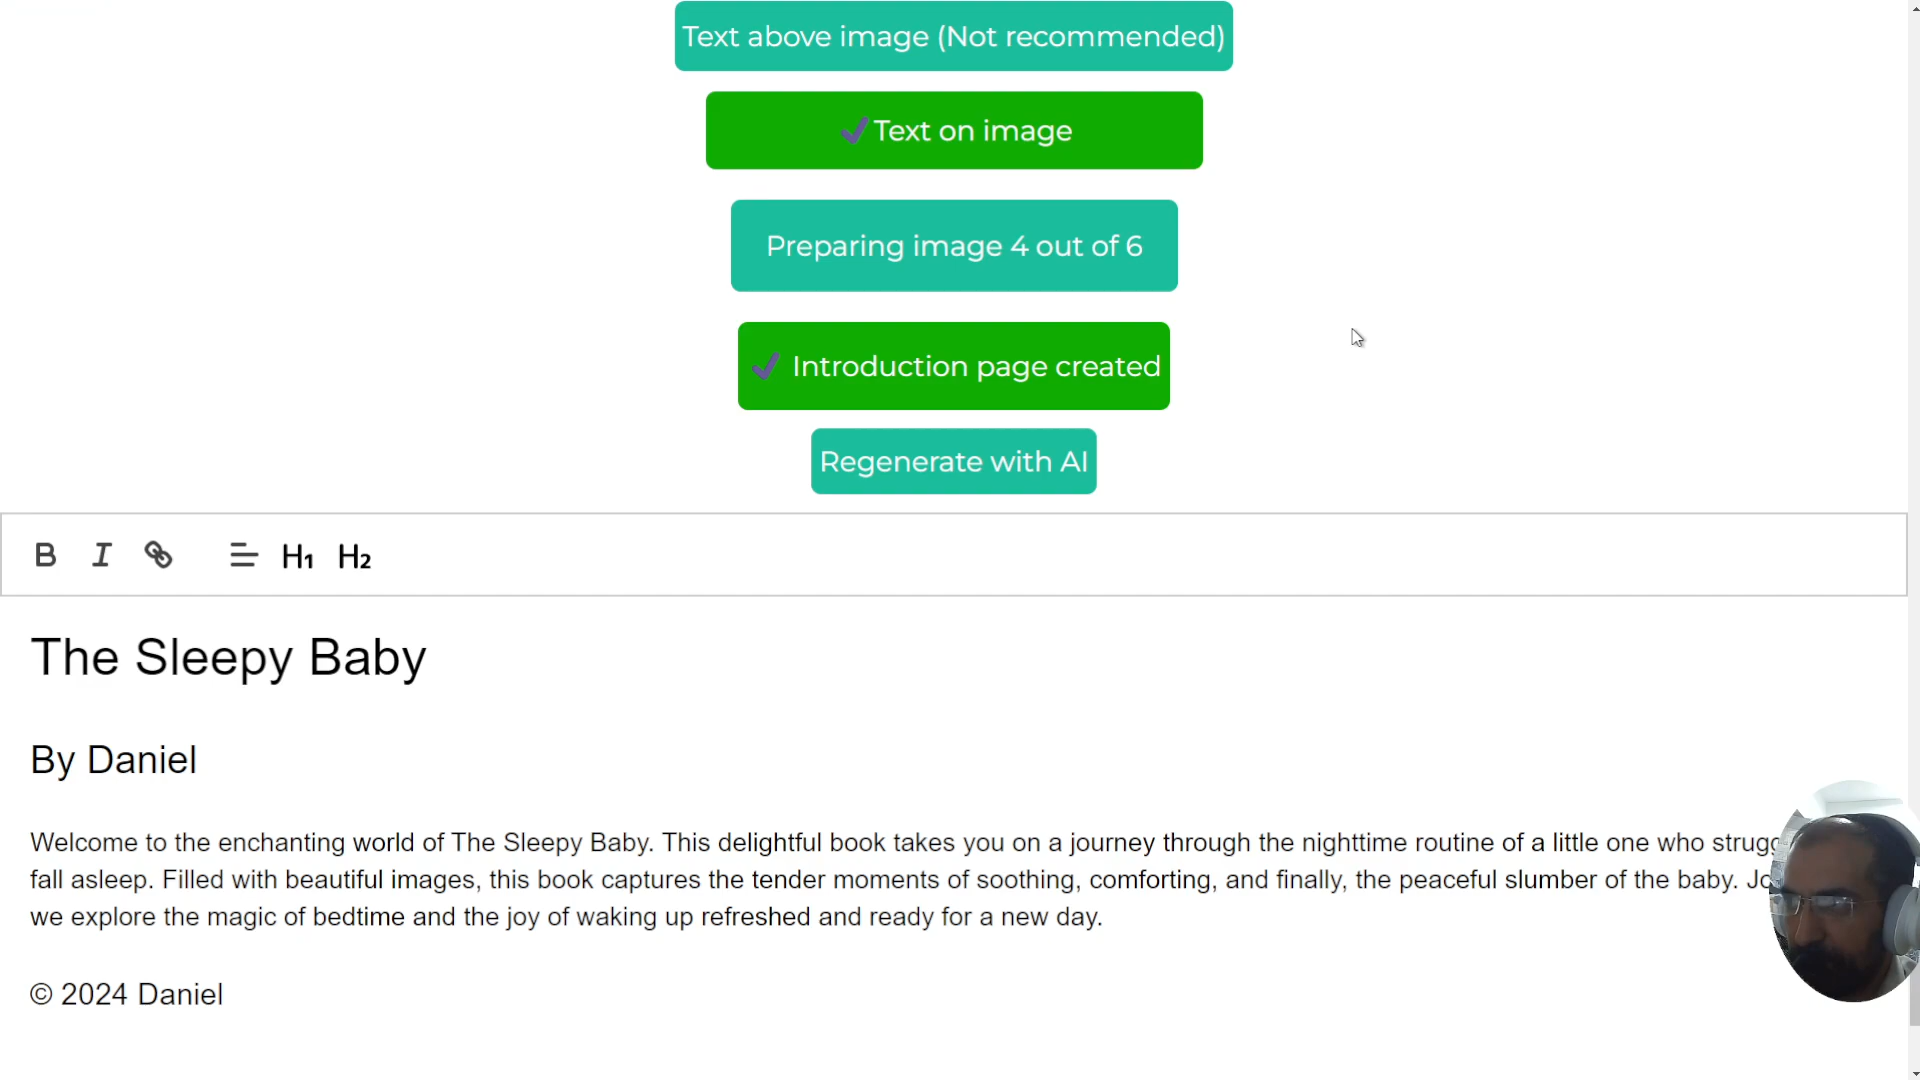 Text above image (Not recommended)
✔Text on image
Preparing image 4 out of 6
✔ Introduction page created
Regenerate with AI
B I H1 H2
The Sleepy Baby
By Daniel
Welcome to the enchanting world of The Sleepy Baby. This delightful book takes you on a journey through the nighttime routine of a little one who
fall asleep. Filled with beautiful images, this book captures the tender moments of soothing, comforting, and finally, the peaceful slumber of the baby.
we explore the magic of bedtime and the joy of waking up refreshed and ready for a new day.
© 2024 Daniel